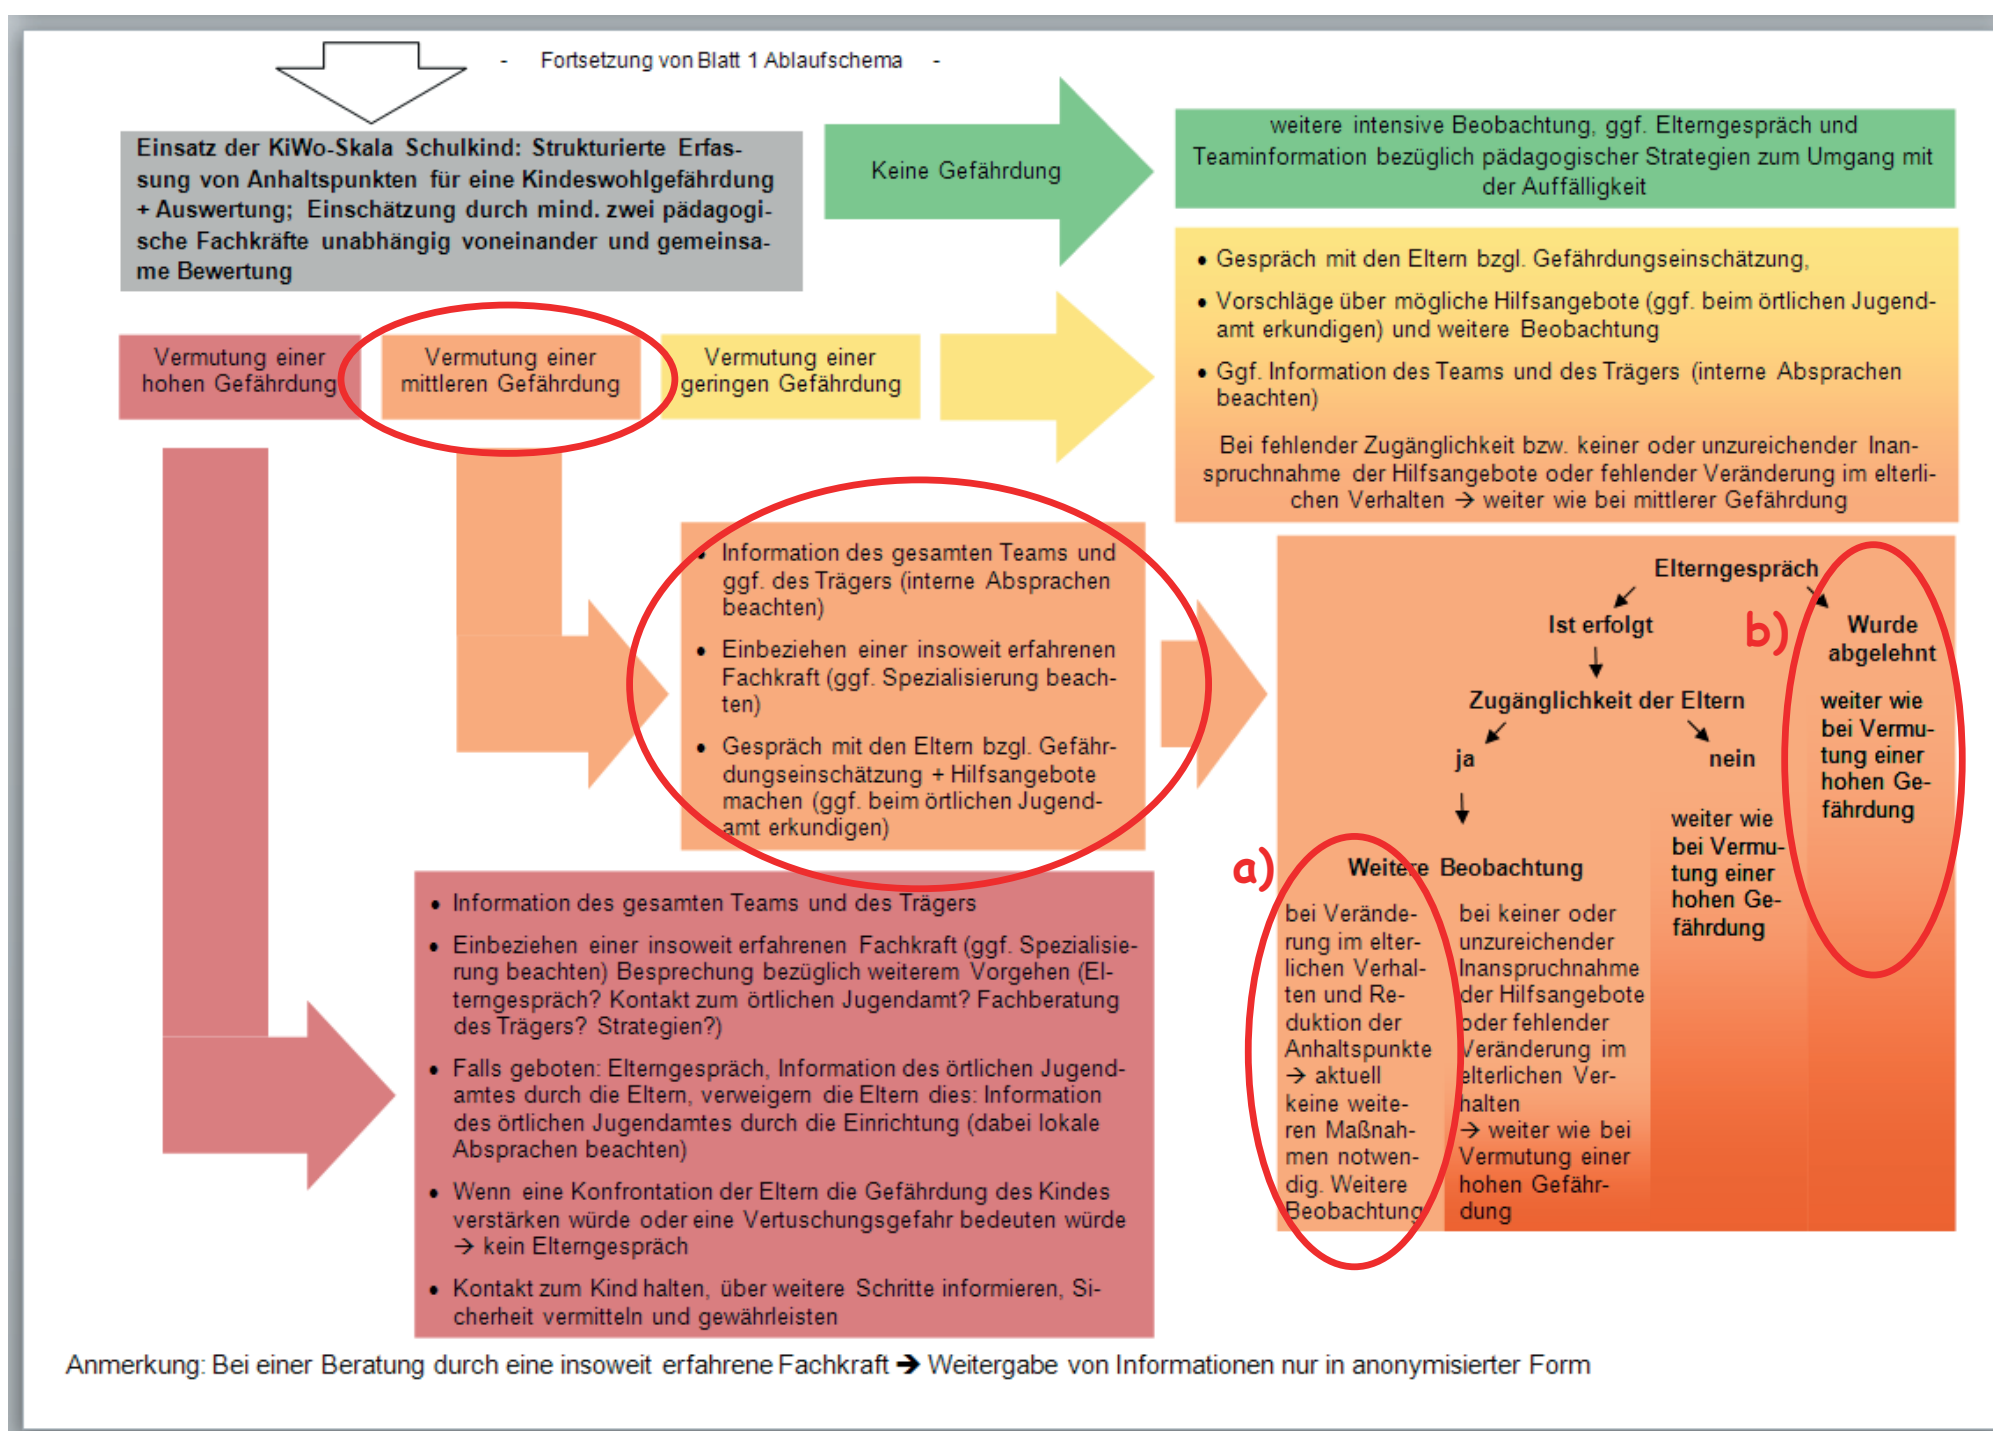 - Fortsetzung von Blatt 1 Ablaufschema -
Einsatz der KiWo-Skala Schulkind: Strukturierte Erfas-
sung von Anhaltspunkten für eine Kindeswohlgefährdung
+ Auswertung; Einschätzung durch mind. zwei pädagogi-
sche Fachkräfte unabhängig voneinander und gemeinsa-
me Bewertung
Keine Gefährdung
weitere intensive Beobachtung, ggf. Elterngespräch und
Teaminformation bezüglich pädagogischer Strategien zum Umgang mit
der Auffälligkeit
Vermutung einer
hohen Gefährdung
Vermutung einer
mittleren Gefährdung
Vermutung einer
geringen Gefährdung
• Gespräch mit den Eltern bzgl. Gefährdungseinschätzung,
• Vorschläge über mögliche Hilfsangebote (ggf. beim örtlichen Jugend-
amt erkundigen) und weitere Beobachtung
• Ggf. Information des Teams und des Trägers (interne Absprachen
beachten)
Bei fehlender Zugänglichkeit bzw. keiner oder unzureichender Inan-
spruchnahme der Hilfsangebote oder fehlender Veränderung im elterli-
chen Verhalten → weiter wie bei mittlerer Gefährdung
• Information des gesamten Teams und
ggf. des Trägers (interne Absprachen
beachten)
• Einbeziehen einer insoweit erfahrenen
Fachkraft (ggf. Spezialisierung beach-
ten)
• Gespräch mit den Eltern bzgl. Gefähr-
dungseinschätzung + Hilfsangebote
machen (ggf. beim örtlichen Jugend-
amt erkundigen)
Elterngespräch
Ist erfolgt
b)
Wurde
abgelehnt
Zugänglichkeit der Eltern
ja
nein
weiter wie
bei Vermu-
tung einer
hohen Ge-
fährdung
weiter wie
bei Vermu-
tung einer
hohen Ge-
fährdung
a)
Weitere Beobachtung
bei Verände-
rung im elter-
lichen Verhal-
ten und Re-
duktion der
Anhaltspunkte
→ aktuell
keine weite-
ren Maßnah-
men notwen-
dig. Weitere
Beobachtung
bei keiner oder
unzureichender
Inanspruchnahme
der Hilfsangebote
oder fehlender
Veränderung im
elterlichen Ver-
halten
→ weiter wie bei
Vermutung einer
hohen Gefähr-
dung
• Information des gesamten Teams und des Trägers
• Einbeziehen einer insoweit erfahrenen Fachkraft (ggf. Spezialisie-
rung beachten) Besprechung bezüglich weiterem Vorgehen (El-
terngespräch? Kontakt zum örtlichen Jugendamt? Fachberatung
des Trägers? Strategien?)
• Falls geboten: Elterngespräch, Information des örtlichen Jugend-
amtes durch die Eltern, verweigern die Eltern dies: Information
des örtlichen Jugendamtes durch die Einrichtung (dabei lokale
Absprachen beachten)
• Wenn eine Konfrontation der Eltern die Gefährdung des Kindes
verstärken würde oder eine Vertuschungsgefahr bedeuten würde
→ kein Elterngespräch
• Kontakt zum Kind halten, über weitere Schritte informieren, Si-
cherheit vermitteln und gewährleisten
Anmerkung: Bei einer Beratung durch eine insoweit erfahrene Fachkraft ➔ Weitergabe von Informationen nur in anonymisierter Form